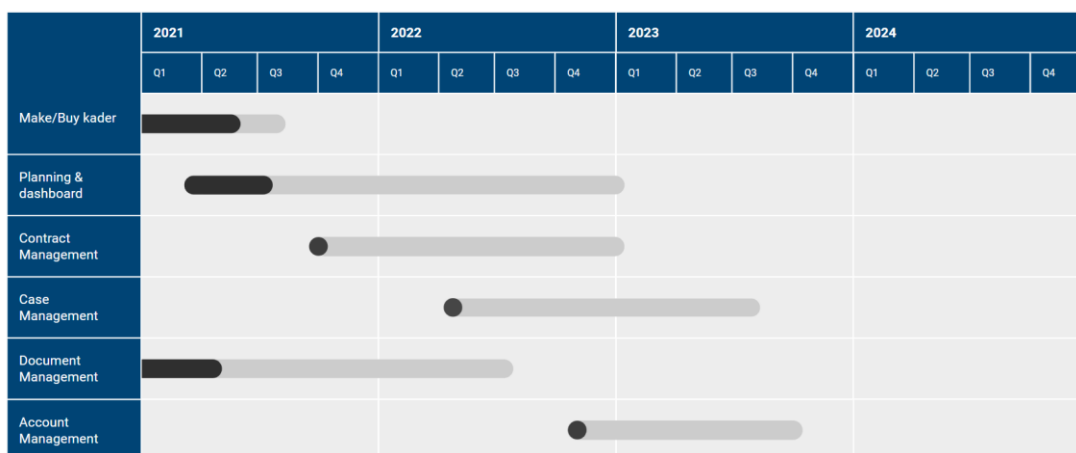 2021 2022 2023 2024
Q1 Q2 Q3 Q4 Q1 Q2 Q3 Q4 Q1 Q2 Q3 Q4 Q1 Q2 Q3 Q4
Make/Buy kader
Planning &
dashboard
Contract
Management
Case
Management
Document
Management
Account
Management